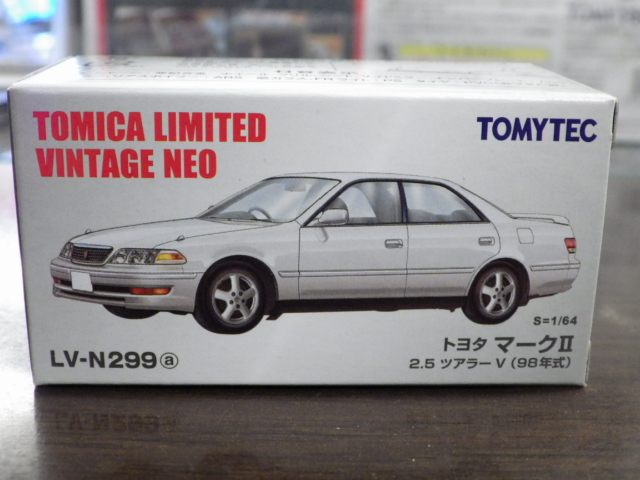 TOMICA LIMITED
VINTAGE NEO
TOMYTEC
S=1/64
LV-N299ⓐ
トヨタ マークII
2.5 ツアラーV(98年式)